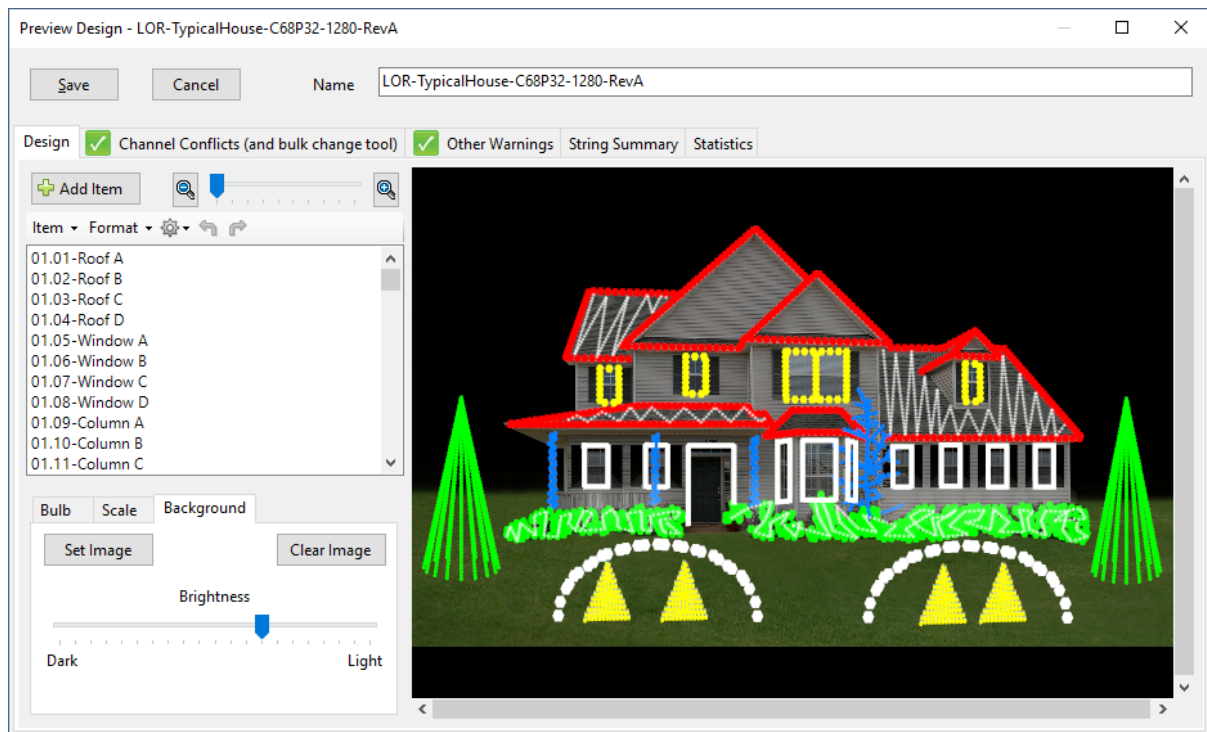 Preview Design - LOR-TypicalHouse-C68P32-1280-RevA
Save Cancel Name LOR-TypicalHouse-C68P32-1280-RevA
Design Channel Conflicts (and bulk change tool) Other Warnings String Summary Statistics
Add Item
Item Format
01.01-Roof A
01.02-Roof B
01.03-Roof C
01.04-Roof D
01.05-Window A
01.06-Window B
01.07-Window C
01.08-Window D
01.09-Column A
01.10-Column B
01.11-Column C
Bulb Scale Background
Set Image Clear Image
Brightness
Dark Light